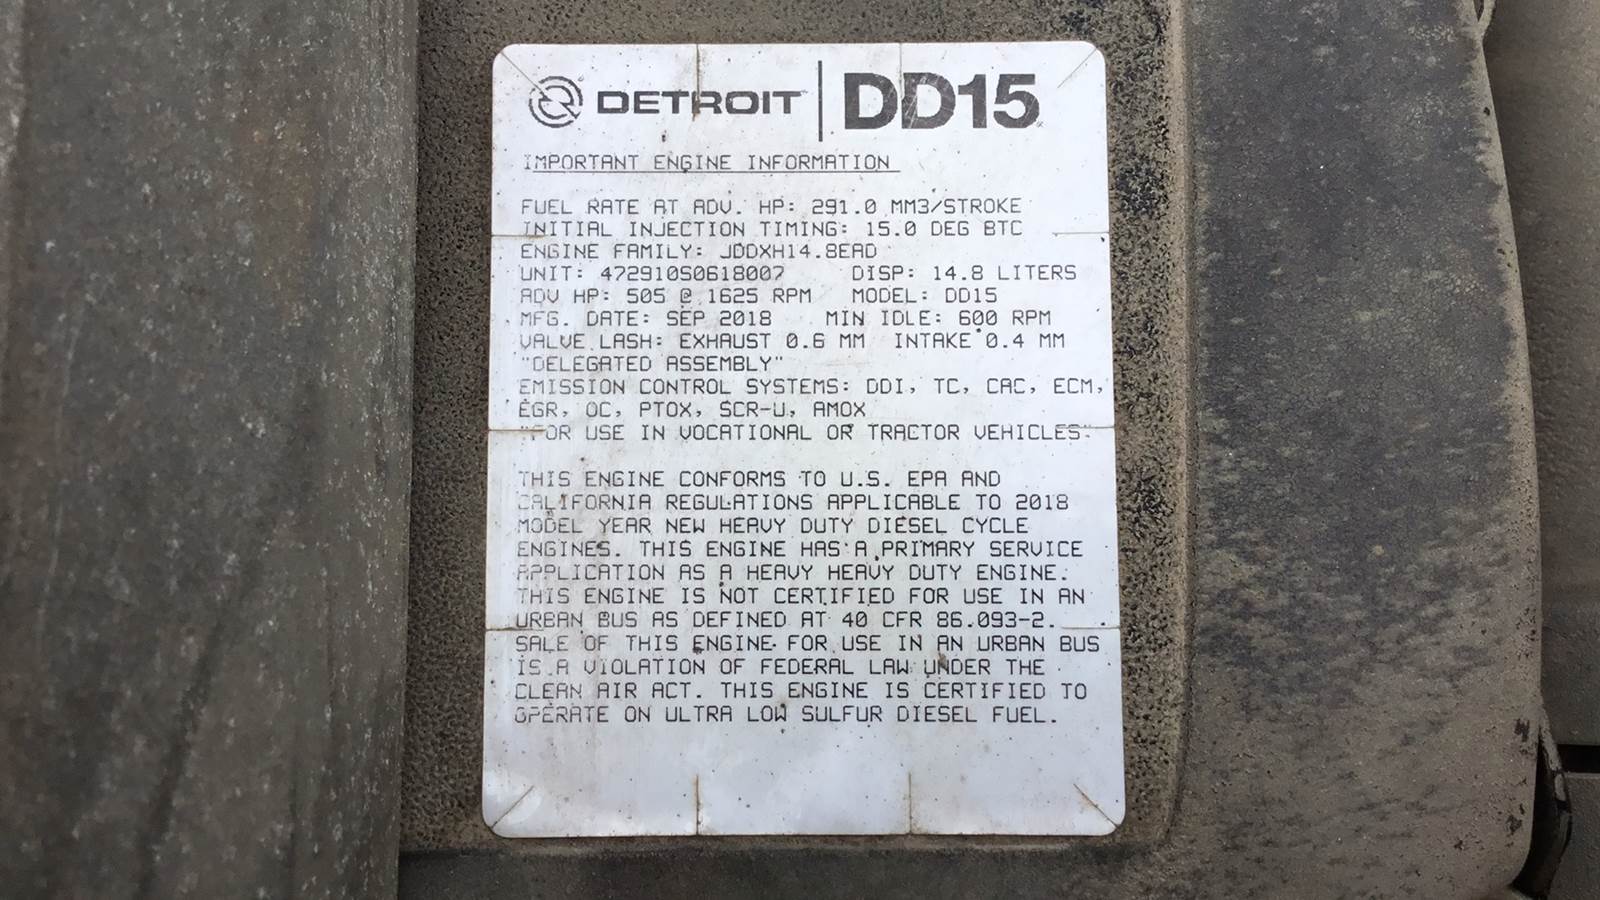 DETROIT | DD15
IMPORTANT ENGINE INFORMATION
FUEL RATE AT ADV. HP: 291.0 MM3/STROKE
INITIAL INJECTION TIMING: 15.0 DEG BTC
ENGINE FAMILY: JDDXH14.8EAD
UNIT: 472910S0618007 DISP: 14.8 LITERS
ADV HP: 505 @ 1625 RPM MODEL: DD15
MFG. DATE: SEP 2018 MIN IDLE: 600 RPM
VALVE LASH: EXHAUST 0.6 MM INTAKE 0.4 MM
"DELEGATED ASSEMBLY"
EMISSION CONTROL SYSTEMS: DDI, TC, CAC, ECM,
EGR, OC, PTOX, SCR-U, AMOX
"FOR USE IN VOCATIONAL OR TRACTOR VEHICLES"
THIS ENGINE CONFORMS TO U.S. EPA AND
CALIFORNIA REGULATIONS APPLICABLE TO 2018
MODEL YEAR NEW HEAVY DUTY DIESEL CYCLE
ENGINES. THIS ENGINE HAS A PRIMARY SERVICE
APPLICATION AS A HEAVY HEAVY DUTY ENGINE.
THIS ENGINE IS NOT CERTIFIED FOR USE IN AN
URBAN BUS AS DEFINED AT 40 CFR 86.093-2.
SALE OF THIS ENGINE FOR USE IN AN URBAN BUS
IS A VIOLATION OF FEDERAL LAW UNDER THE
CLEAN AIR ACT. THIS ENGINE IS CERTIFIED TO
OPERATE ON ULTRA LOW SULFUR DIESEL FUEL.